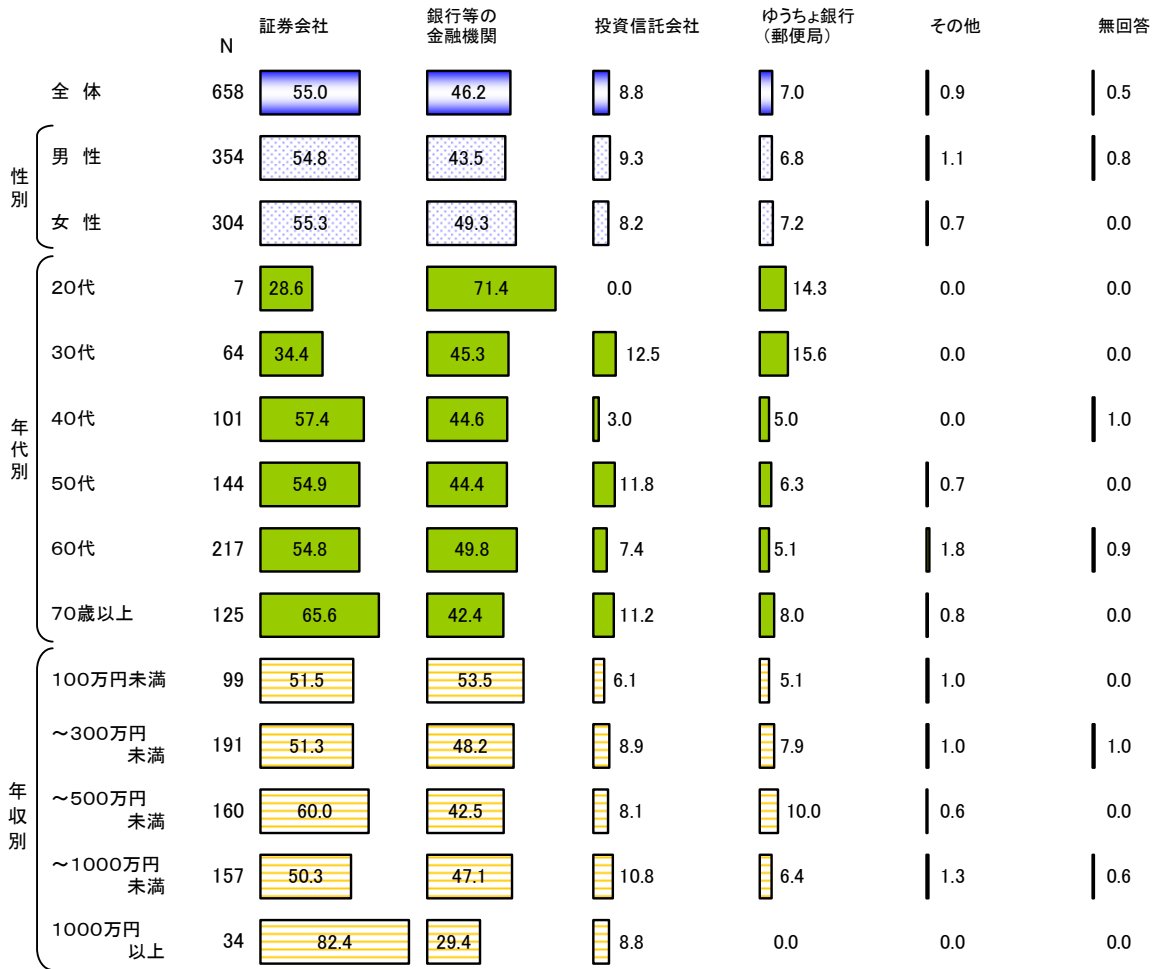 N 証券会社 銀行等の金融機関 投資信託会社 ゆうちょ銀行(郵便局) その他 無回答
全 体 658 55.0 46.2 8.8 7.0 0.9 0.5
性別
男 性 354 54.8 43.5 9.3 6.8 1.1 0.8
女 性 304 55.3 49.3 8.2 7.2 0.7 0.0
年代別
20代 7 28.6 71.4 0.0 14.3 0.0 0.0
30代 64 34.4 45.3 12.5 15.6 0.0 0.0
40代 101 57.4 44.6 3.0 5.0 0.0 1.0
50代 144 54.9 44.4 11.8 6.3 0.7 0.0
60代 217 54.8 49.8 7.4 5.1 1.8 0.9
70歳以上 125 65.6 42.4 11.2 8.0 0.8 0.0
年収別
100万円未満 99 51.5 53.5 6.1 5.1 1.0 0.0
～300万円未満 191 51.3 48.2 8.9 7.9 1.0 1.0
～500万円未満 160 60.0 42.5 8.1 10.0 0.6 0.0
～1000万円未満 157 50.3 47.1 10.8 6.4 1.3 0.6
1000万円以上 34 82.4 29.4 8.8 0.0 0.0 0.0